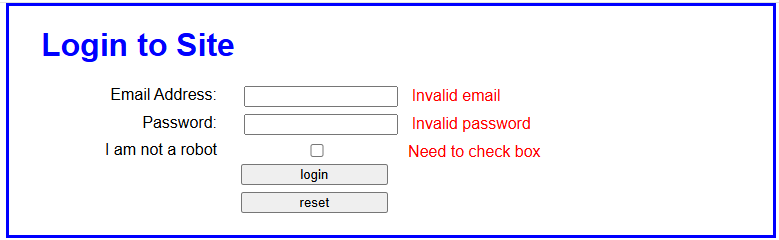 Login to Site
Email Address: Invalid email
Password: Invalid password
I am not a robot Need to check box
login
reset